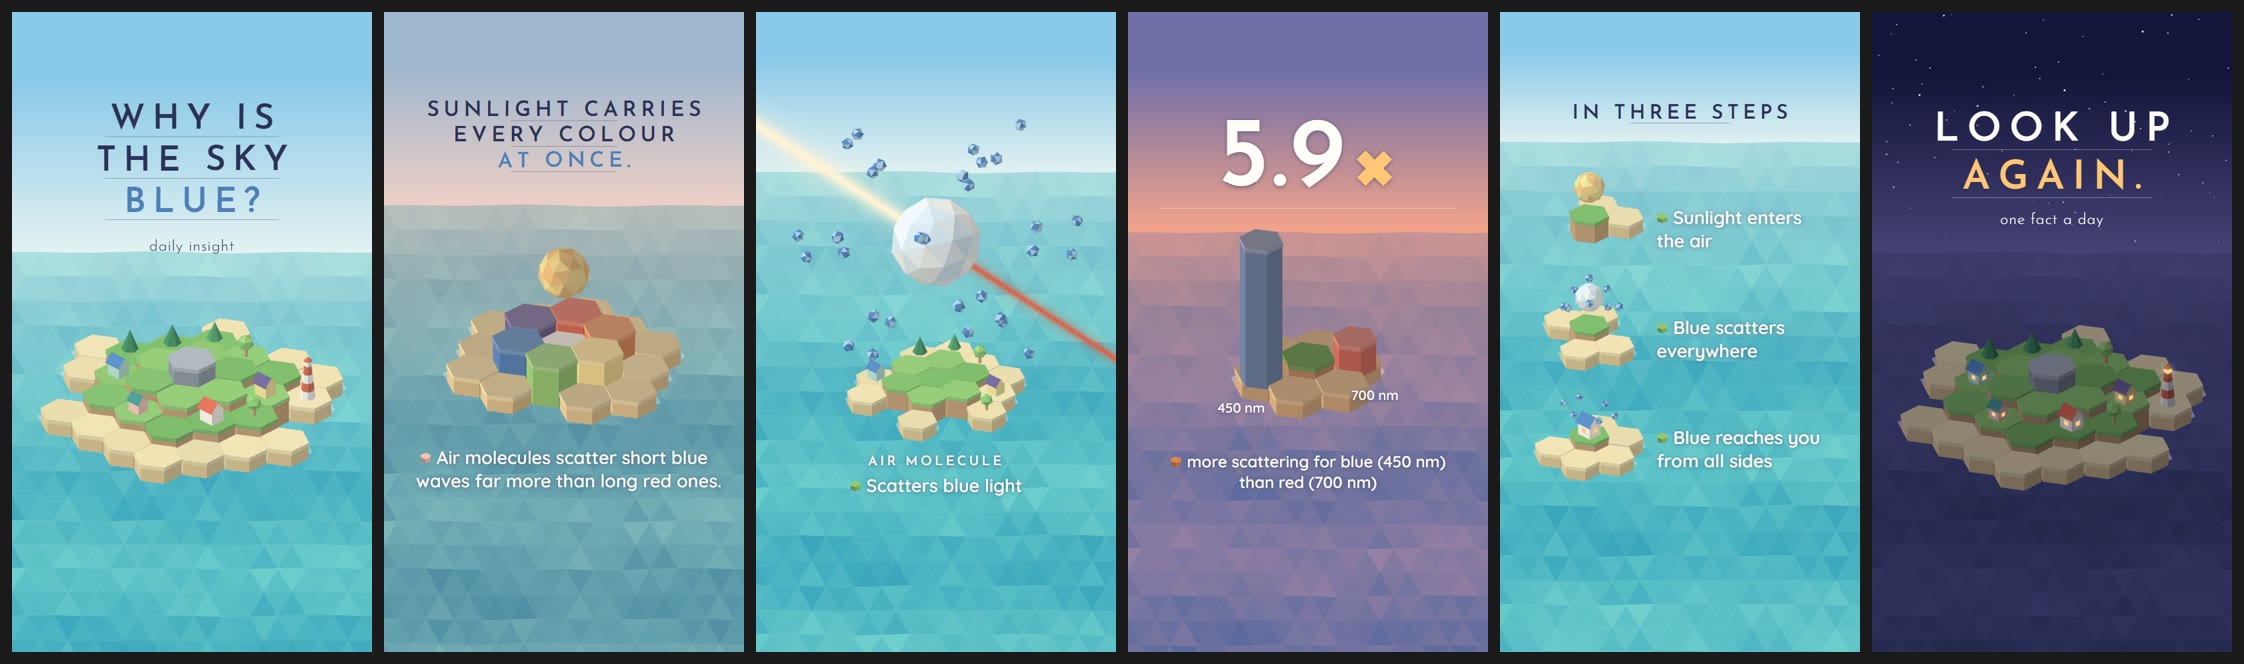 WHY IS
THE SKY
BLUE?
daily insight
SUNLIGHT CARRIES
EVERY COLOUR
AT ONCE.
Air molecules scatter short blue
waves far more than long red ones.
AIR MOLECULE
Scatters blue light
5.9×
450 nm
700 nm
more scattering for blue (450 nm)
than red (700 nm)
IN THREE STEPS
Sunlight enters
the air
Blue scatters
everywhere
Blue reaches you
from all sides
LOOK UP
AGAIN.
one fact a day